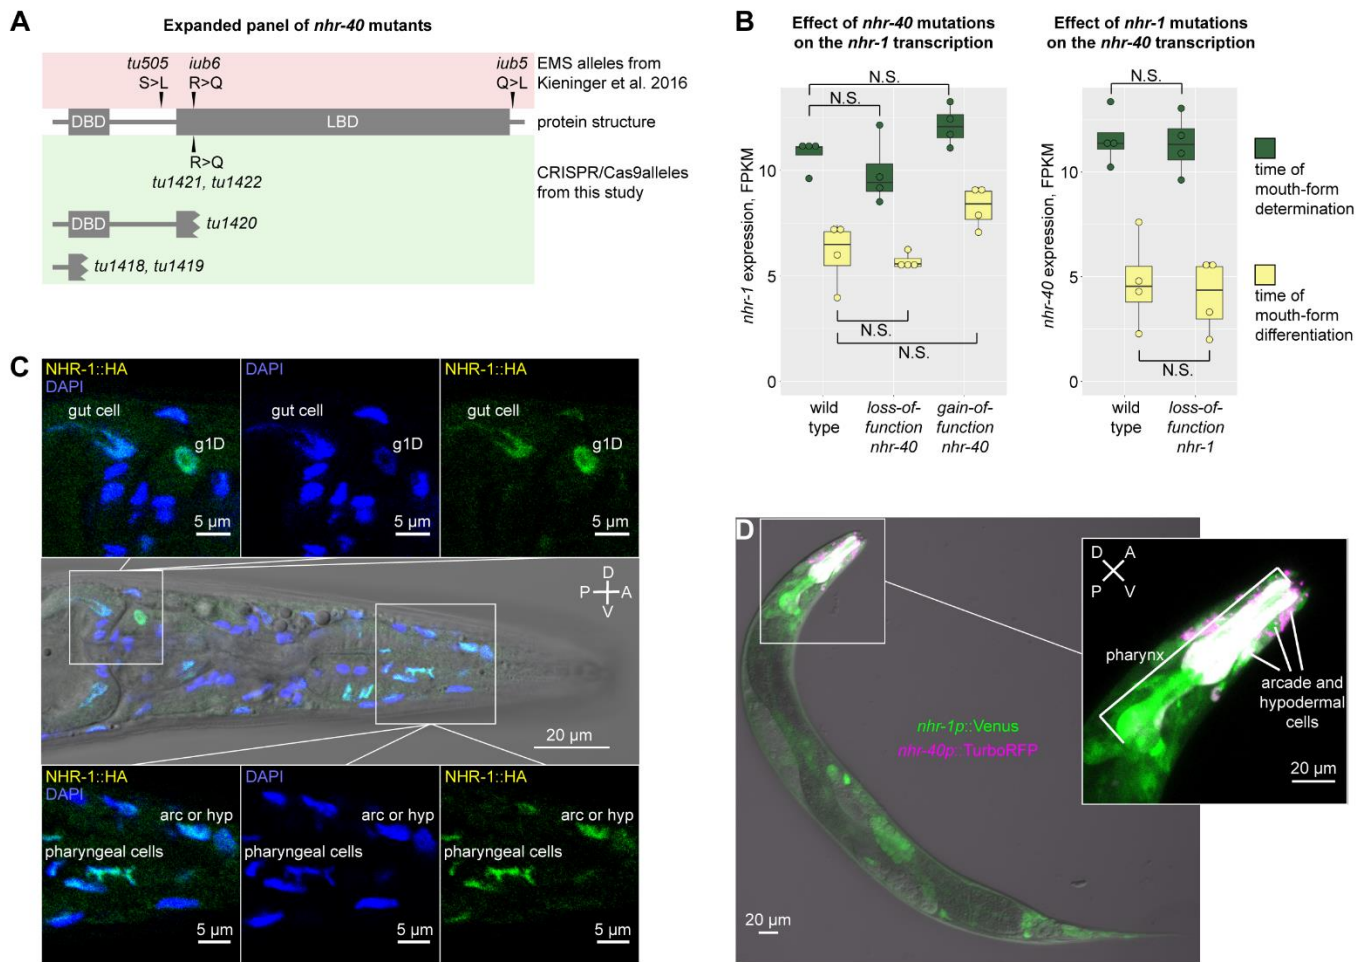 A
Expanded panel of nhr-40 mutants
tu505
iub6
iub5
EMS alleles from
S>L
R>Q
Q>L
Kieninger et al. 2016
DBD
LBD
protein structure
R>Q
tu1421, tu1422
CRISPR/Cas9alleles
from this study
DBD
tu1420
tu1418, tu1419
B
Effect of nhr-40 mutations
on the nhr-1 transcription
Effect of nhr-1 mutations
on the nhr-40 transcription
N.S.
N.S.
10
5
0
nhr-1 expression, FPKM
N.S.
N.S.
wild
type
loss-of-
function
nhr-40
gain-of-
function
nhr-40
N.S.
10
5
0
nhr-40 expression, FPKM
N.S.
wild
type
loss-of-
function
nhr-1
time of
mouth-form
determination
time of
mouth-form
differentiation
C
NHR-1::HA
DAPI
gut cell
g1D
5 µm
DAPI
gut cell
g1D
5 µm
NHR-1::HA
gut cell
g1D
5 µm
D
P
A
V
20 µm
NHR-1::HA
DAPI
arc or hyp
pharyngeal cells
5 µm
DAPI
arc or hyp
pharyngeal cells
5 µm
NHR-1::HA
arc or hyp
pharyngeal cells
5 µm
D
nhr-1p::Venus
nhr-40p::TurboRFP
20 µm
D
A
P
V
pharynx
arcade and
hypodermal
cells
20 µm